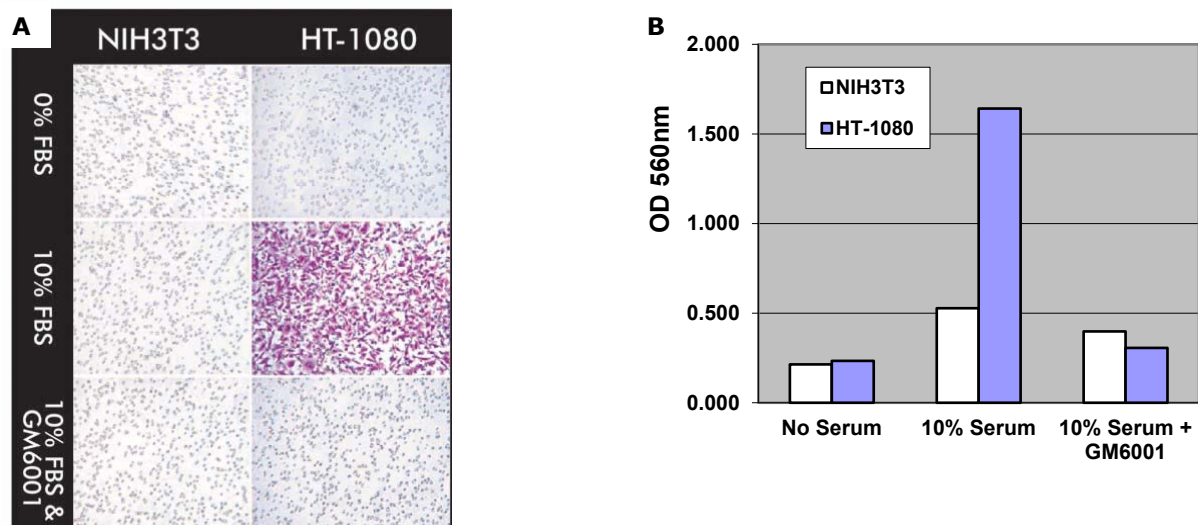 A
NIH3T3 HT-1080
0% FBS
10% FBS
10% FBS &
GM6001
B
2.000
1.500
1.000
0.500
0.000
OD 560nm
NIH3T3
HT-1080
No Serum
10% Serum
10% Serum +
GM6001